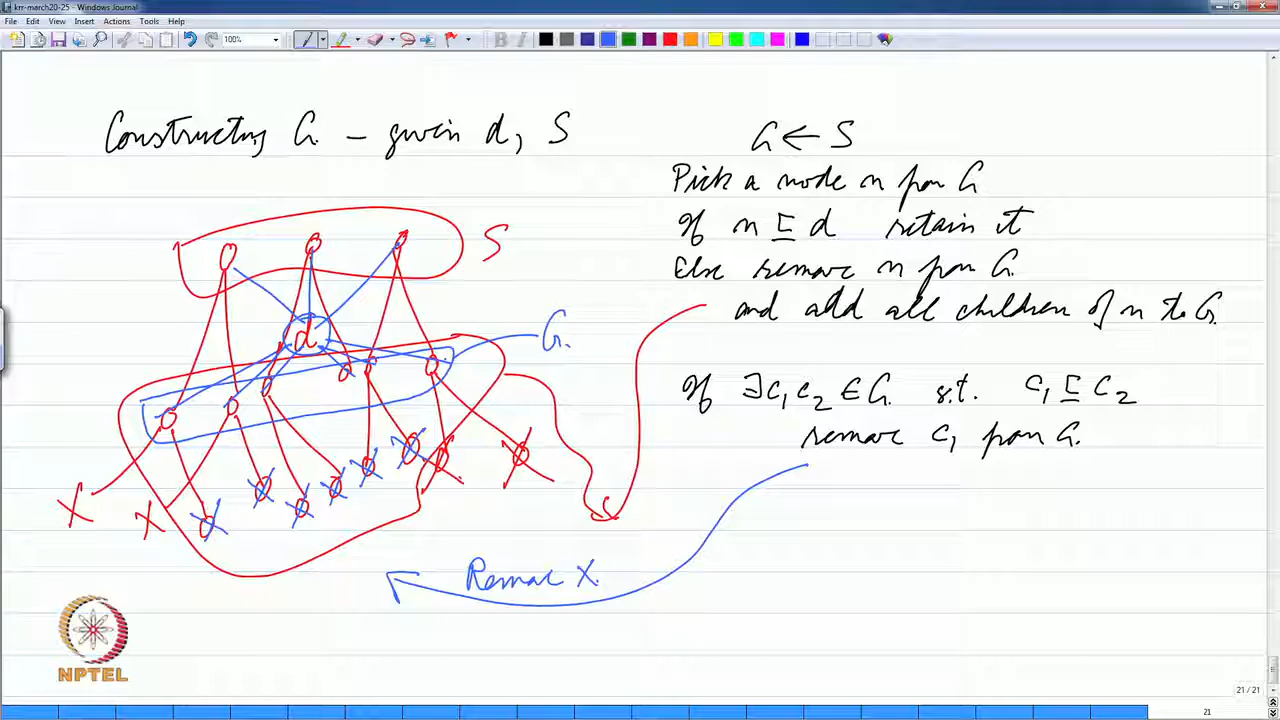 krr-march20-25 - Windows Journal
File Edit View Insert Actions Tools Help
100%
Constructing G - given d, S
G ← S
Pick a node n from G
If n ⊑ d retain it
Else remove n from G
and add all children of n to G.
If ∃c₁c₂ ∈ G. s.t. c₁ ⊑ c₂
remove c₁ from G.
S
d
G.
X
X
Remove X.
NPTEL
21 / 21
21